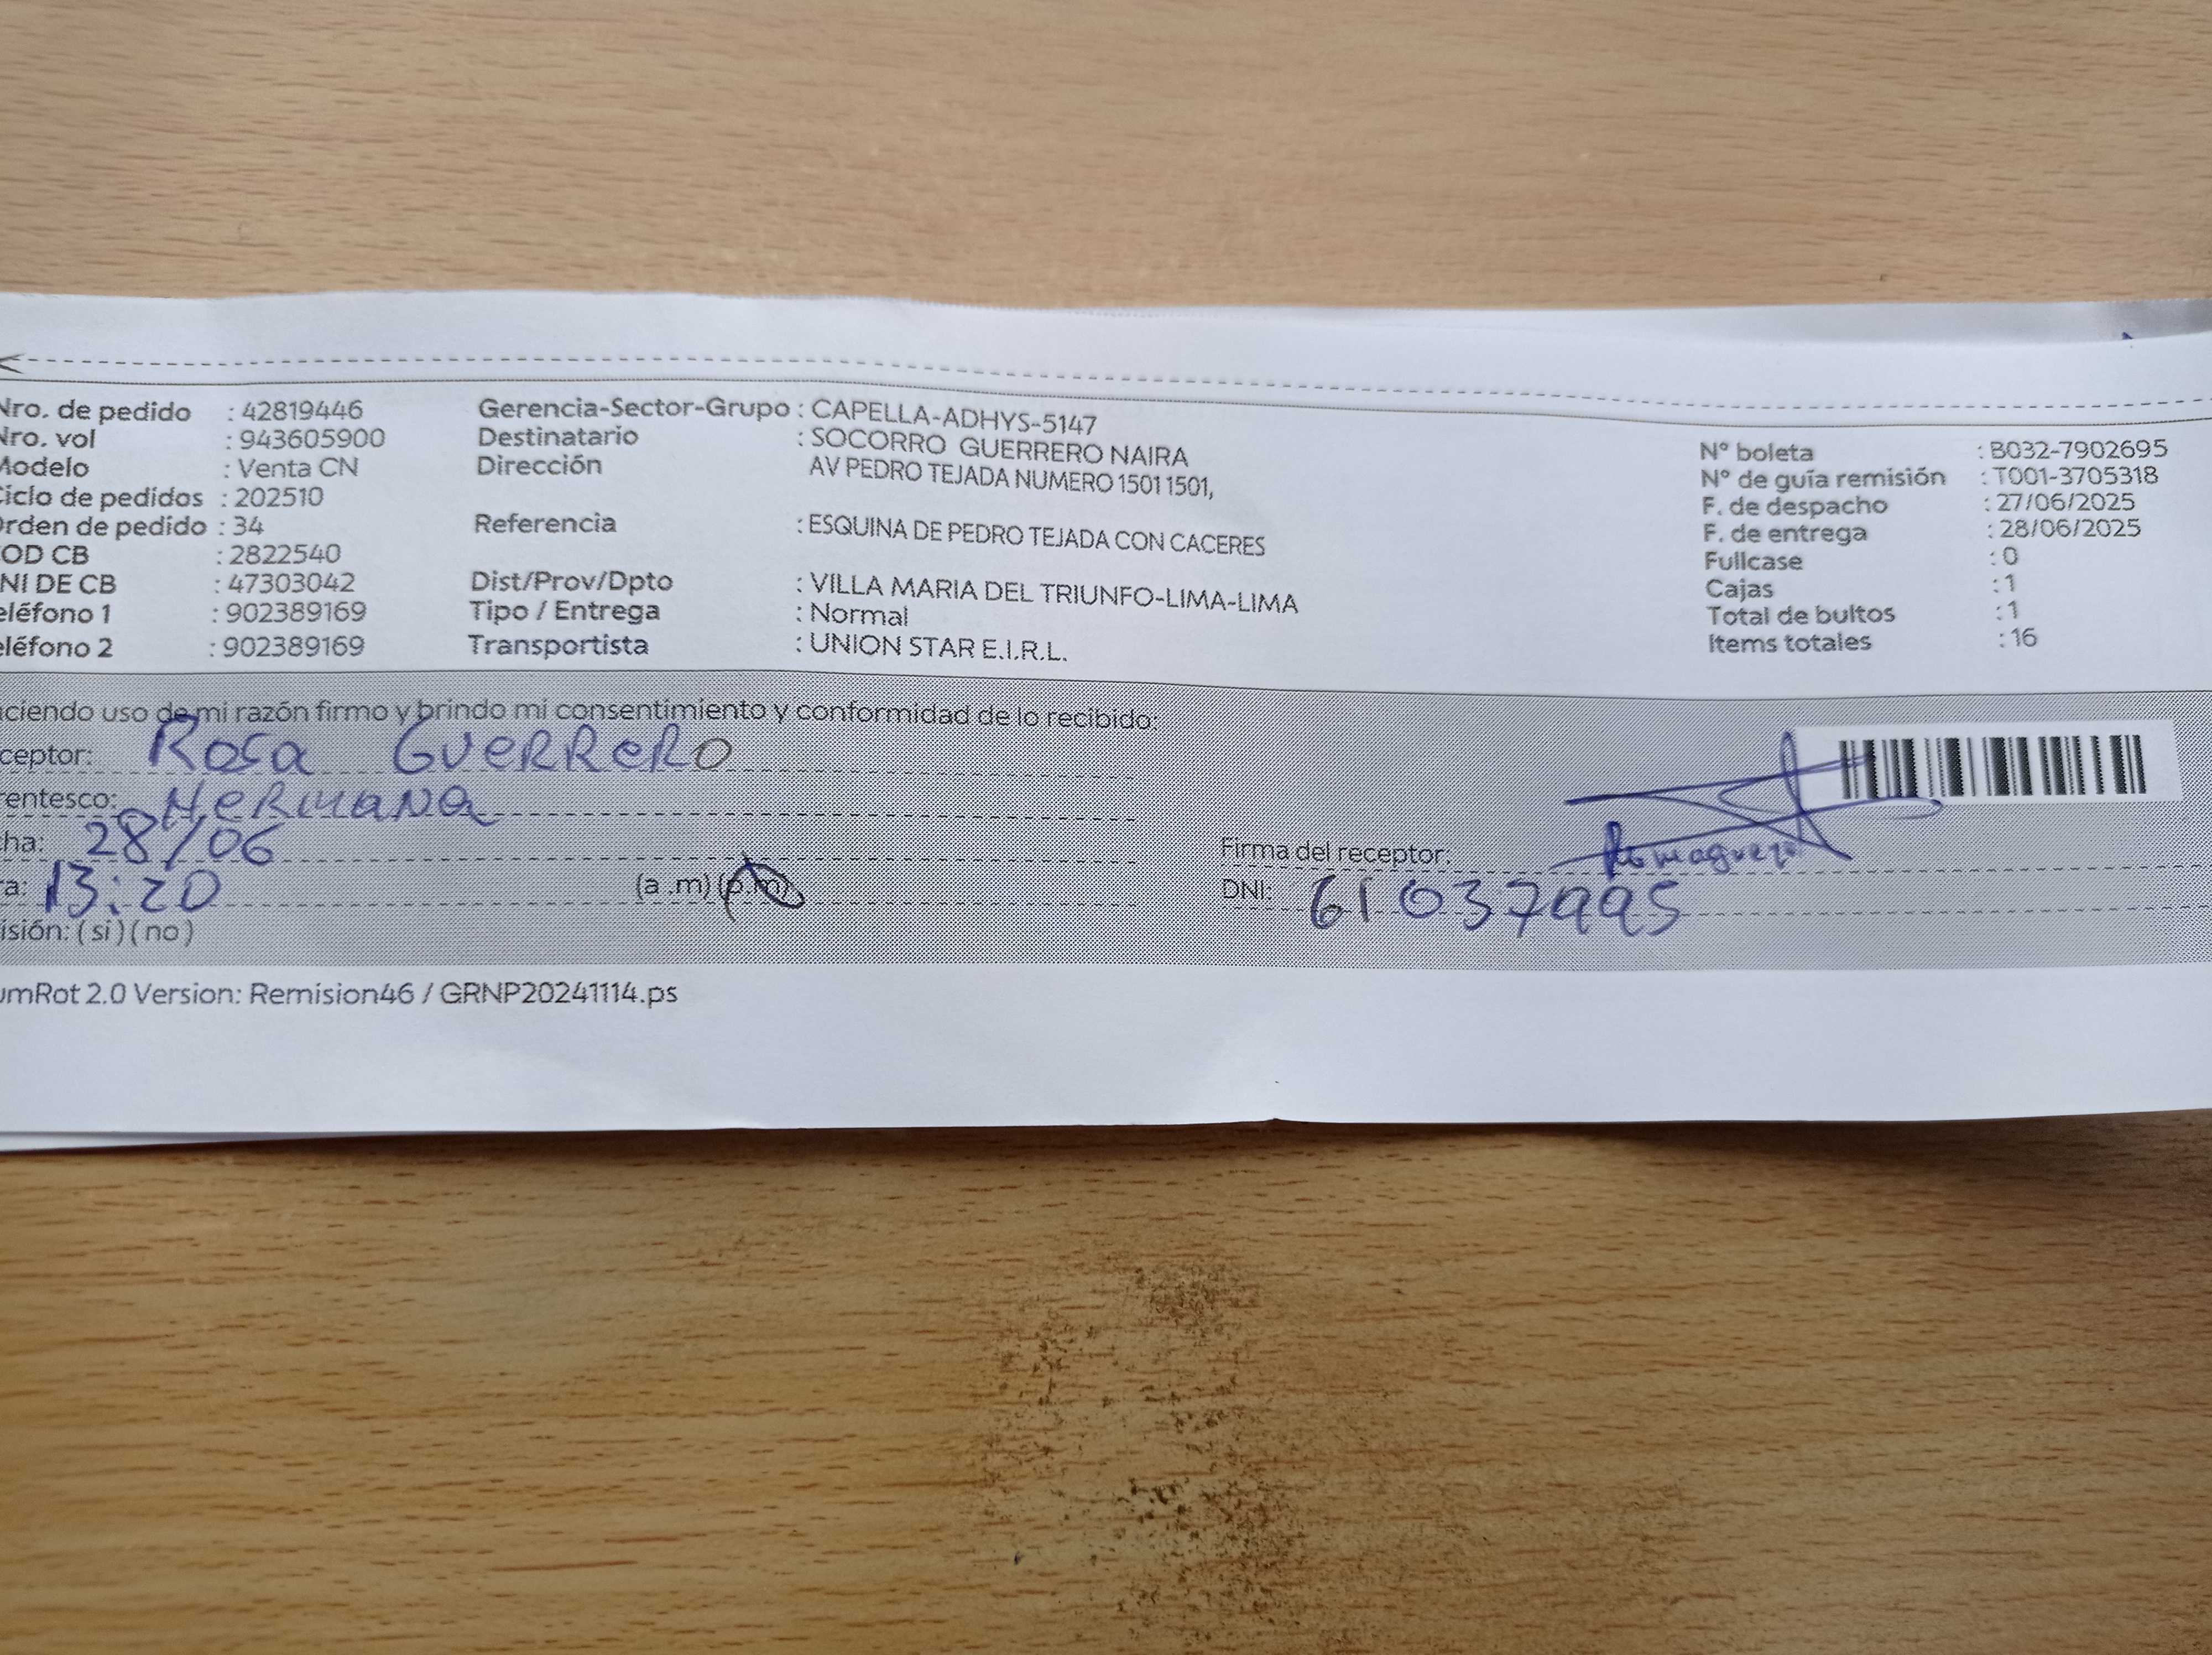 Nro. de pedido : 42819446
Nro. vol : 943605900
Modelo : Venta CN
Ciclo de pedidos : 202510
Orden de pedido : 34
OD CB : 2822540
NI DE CB : 47303042
eléfono 1 : 902389169
eléfono 2 : 902389169
Gerencia-Sector-Grupo : CAPELLA-ADHYS-5147
Destinatario : SOCORRO GUERRERO NAIRA
Dirección AV PEDRO TEJADA NUMERO 1501 1501,
Referencia : ESQUINA DE PEDRO TEJADA CON CACERES
Dist/Prov/Dpto : VILLA MARIA DEL TRIUNFO-LIMA-LIMA
Tipo / Entrega : Normal
Transportista : UNION STAR E.I.R.L.
N° boleta : B032-7902695
N° de guía remisión : T001-3705318
F. de despacho : 27/06/2025
F. de entrega : 28/06/2025
Fullcase : 0
Cajas : 1
Total de bultos : 1
Items totales : 16
ciendo uso de mi razón firmo y brindo mi consentimiento y conformidad de lo recibido:
ceptor: Rosa Guerrero
rentesco: Hermana
cha: 28/06
ra: 13:20 (a .m) (p.m)
isión: ( si ) ( no )
Firma del receptor:
DNI: 61037995
umRot 2.0 Version: Remision46 / GRNP20241114.ps